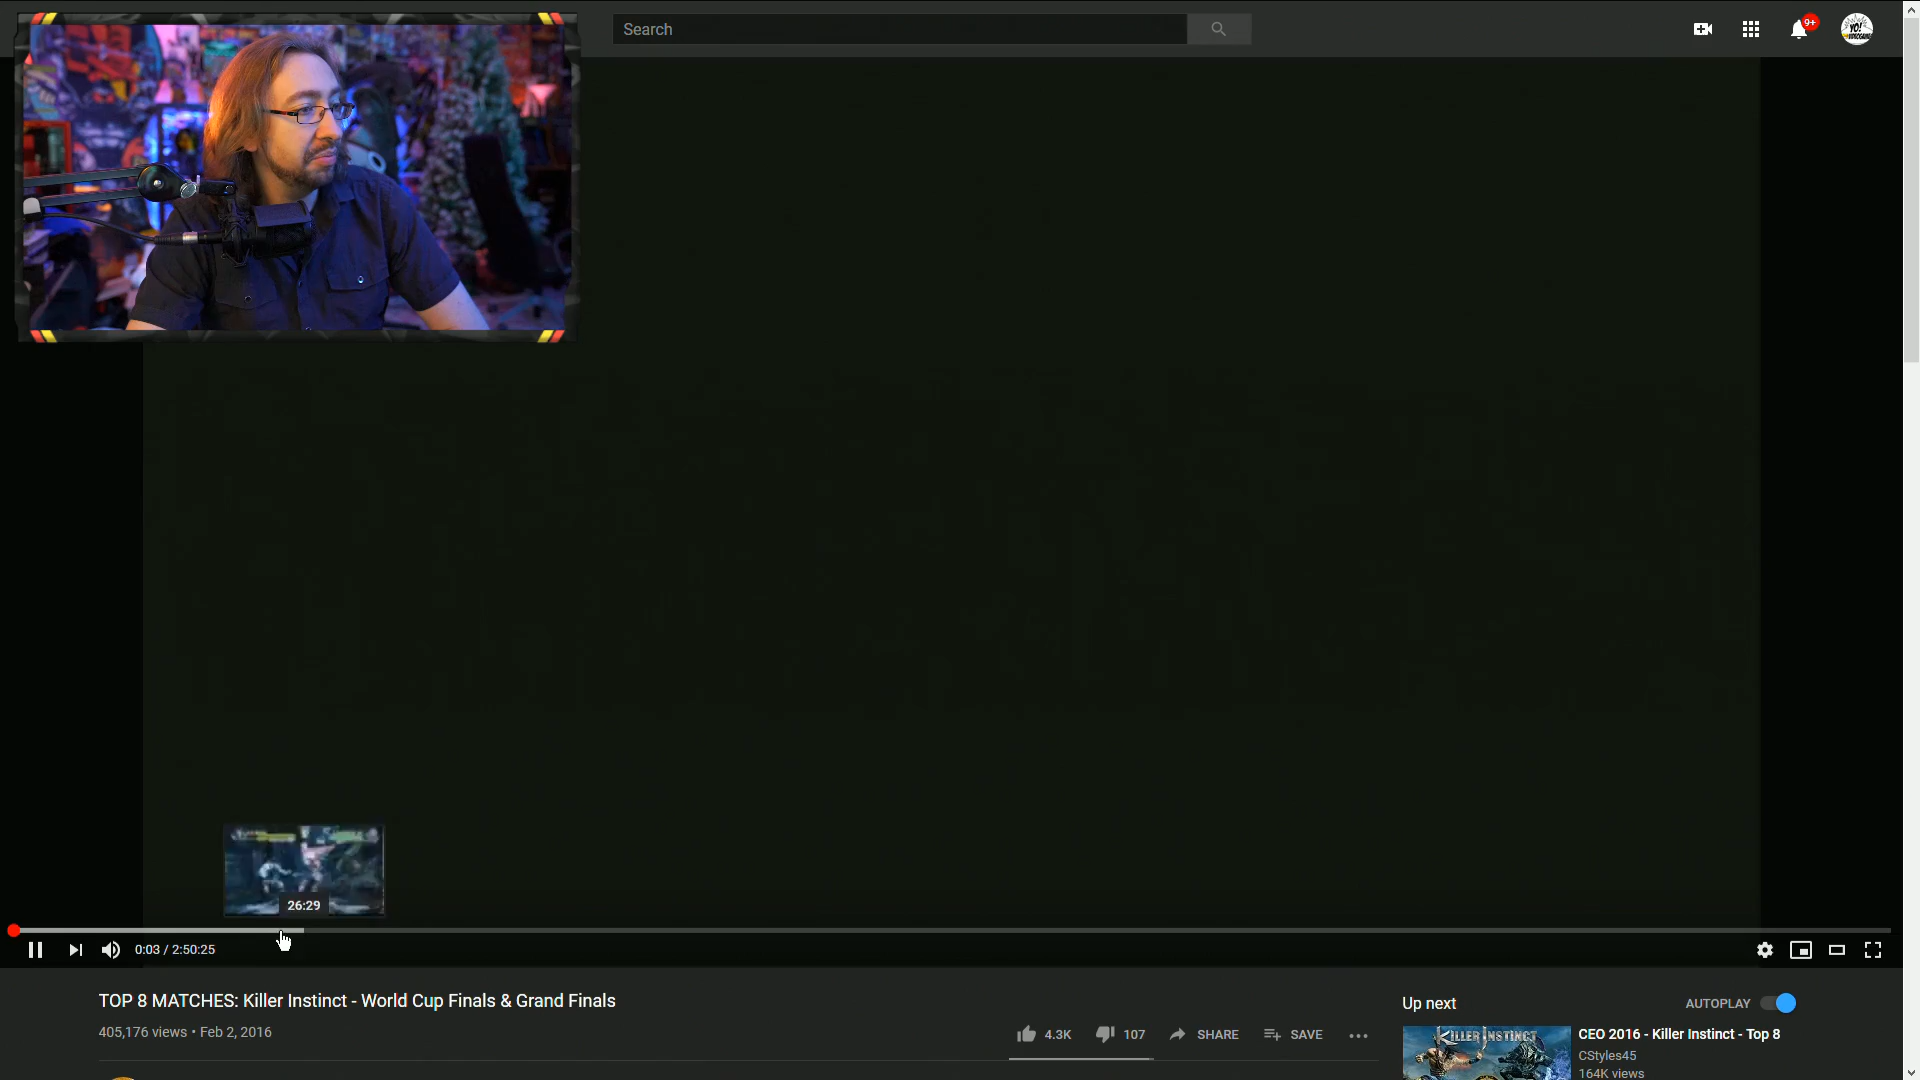 Search
9+
YO!
26:29
0:03 / 2:50:25
TOP 8 MATCHES: Killer Instinct - World Cup Finals & Grand Finals
405,176 views • Feb 2, 2016
4.3K
107
SHARE
SAVE
Up next
AUTOPLAY
KILLER INSTINCT
CEO 2016 - Killer Instinct - Top 8
CStyles45
164K views